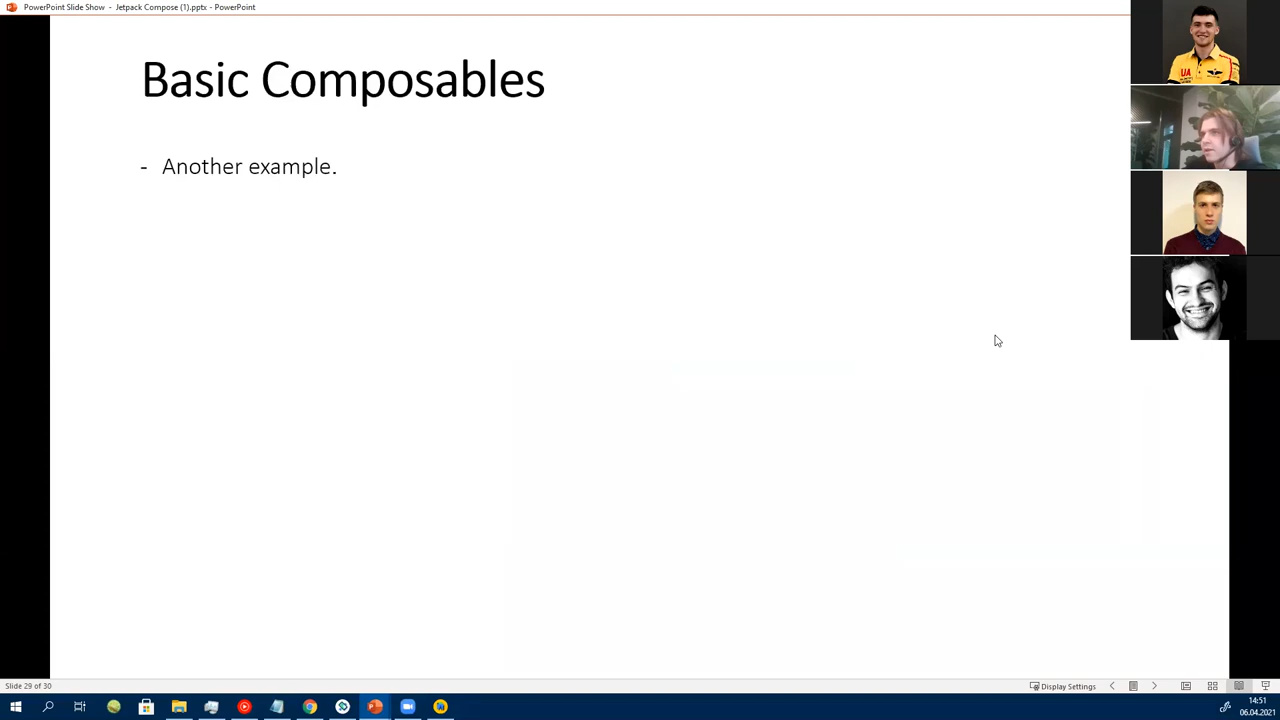 PowerPoint Slide Show - Jetpack Compose (1).pptx - PowerPoint
Basic Composables
- Another example.
UA
Slide 29 of 30
Display Settings
14:51
06.04.2021